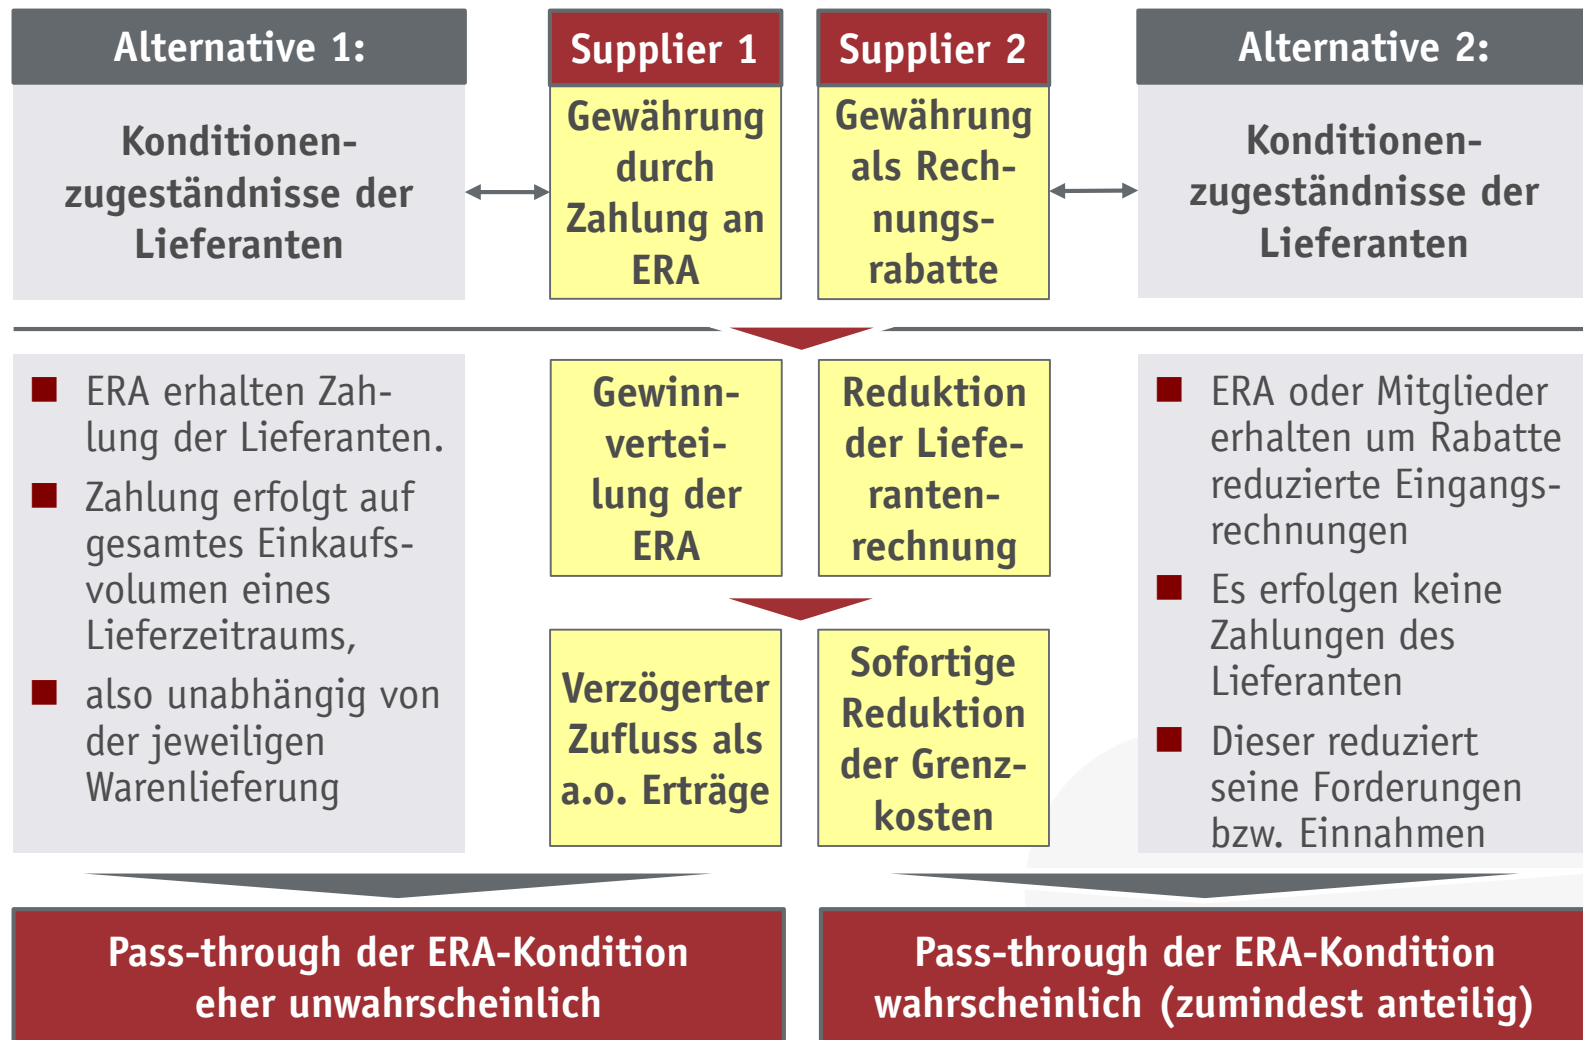 Alternative 1:
Konditionen-
zugeständnisse der
Lieferanten
Supplier 1
Gewährung
durch
Zahlung an
ERA
Supplier 2
Gewährung
als Rech-
nungs-
rabatte
Alternative 2:
Konditionen-
zugeständnisse der
Lieferanten
ERA erhalten Zah-
lung der Lieferanten.
Zahlung erfolgt auf
gesamtes Einkaufs-
volumen eines
Lieferzeitraums,
also unabhängig von
der jeweiligen
Warenlieferung
Gewinn-
vertei-
lung der
ERA
Reduktion
der Liefe-
ranten-
rechnung
Verzögerter
Zufluss als
a.o. Erträge
Sofortige
Reduktion
der Grenz-
kosten
ERA oder Mitglieder
erhalten um Rabatte
reduzierte Eingangs-
rechnungen
Es erfolgen keine
Zahlungen des
Lieferanten
Dieser reduziert
seine Forderungen
bzw. Einnahmen
Pass-through der ERA-Kondition
eher unwahrscheinlich
Pass-through der ERA-Kondition
wahrscheinlich (zumindest anteilig)